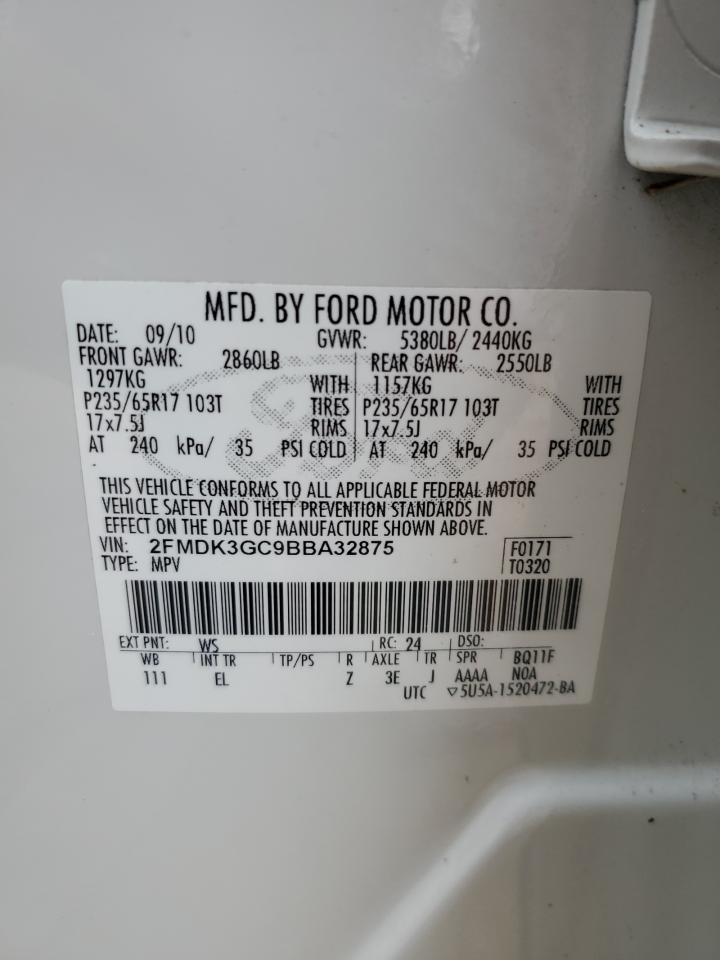 MFD. BY FORD MOTOR CO.
DATE: 09/10 GVWR: 5380LB/ 2440KG
FRONT GAWR: 2860LB REAR GAWR: 2550LB
1297KG WITH 1157KG WITH
P235/65R17 103T TIRES P235/65R17 103T TIRES
17x7.5J RIMS 17x7.5J RIMS
AT 240 kPa/ 35 PSI COLD AT 240 kPa/ 35 PSI COLD
THIS VEHICLE CONFORMS TO ALL APPLICABLE FEDERAL MOTOR
VEHICLE SAFETY AND THEFT PREVENTION STANDARDS IN
EFFECT ON THE DATE OF MANUFACTURE SHOWN ABOVE.
VIN: 2FMDK3GC9BBA32875 F0171
TYPE: MPV T0320
EXT PNT: WS RC: 24 DSO:
WB INT TR TP/PS R AXLE TR SPR BQ11F
111 EL Z 3E J AAAA N0A
UTC ▽5U5A-1520472-BA